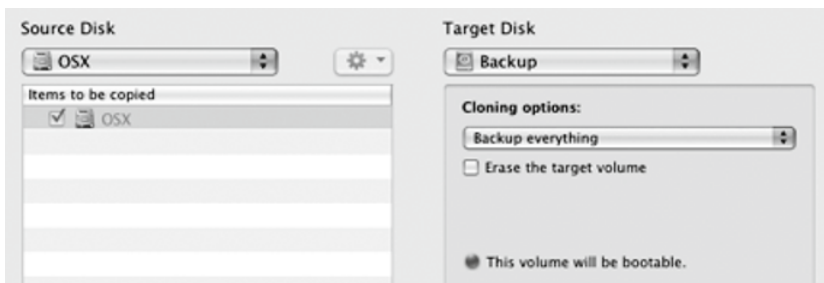 Source Disk
OSX
Items to be copied
OSX
Target Disk
Backup
Cloning options:
Backup everything
Erase the target volume
This volume will be bootable.